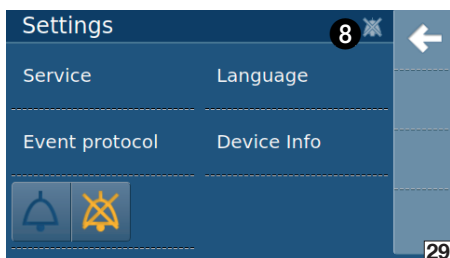 Settings
8
Service Language
Event protocol Device Info
29